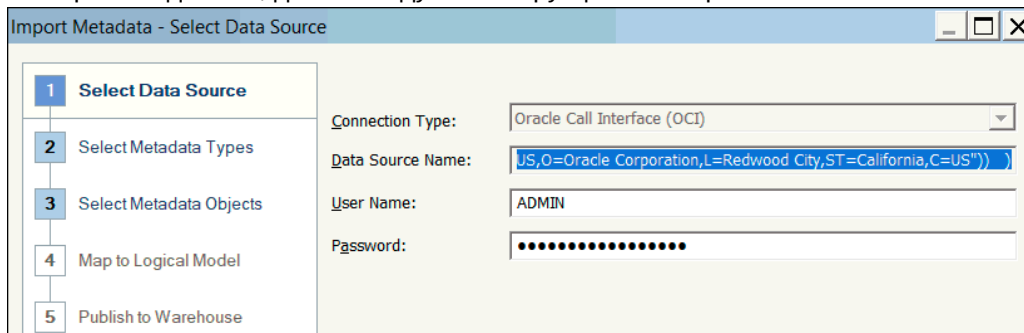 Import Metadata - Select Data Source
1 Select Data Source
Connection Type: Oracle Call Interface (OCI)
2 Select Metadata Types
Data Source Name: US,O=Oracle Corporation,L=Redwood City,ST=California,C=US")) )
3 Select Metadata Objects
User Name: ADMIN
Password: •••••••••••••••••
4 Map to Logical Model
5 Publish to Warehouse